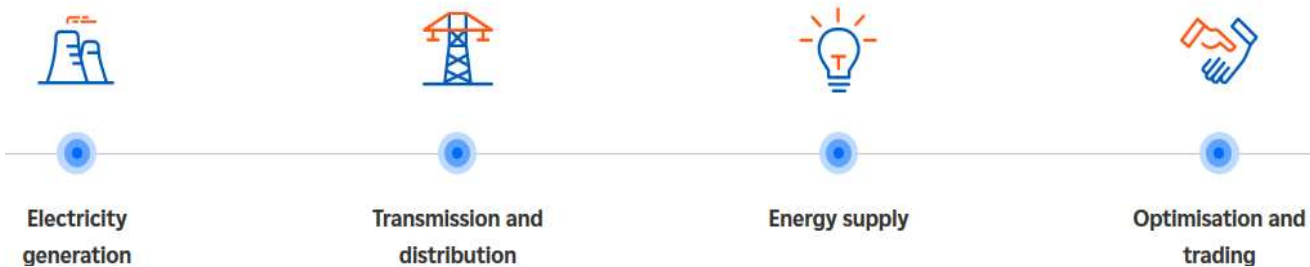 Electricity
generation
Transmission and
distribution
Energy supply
Optimisation and
trading